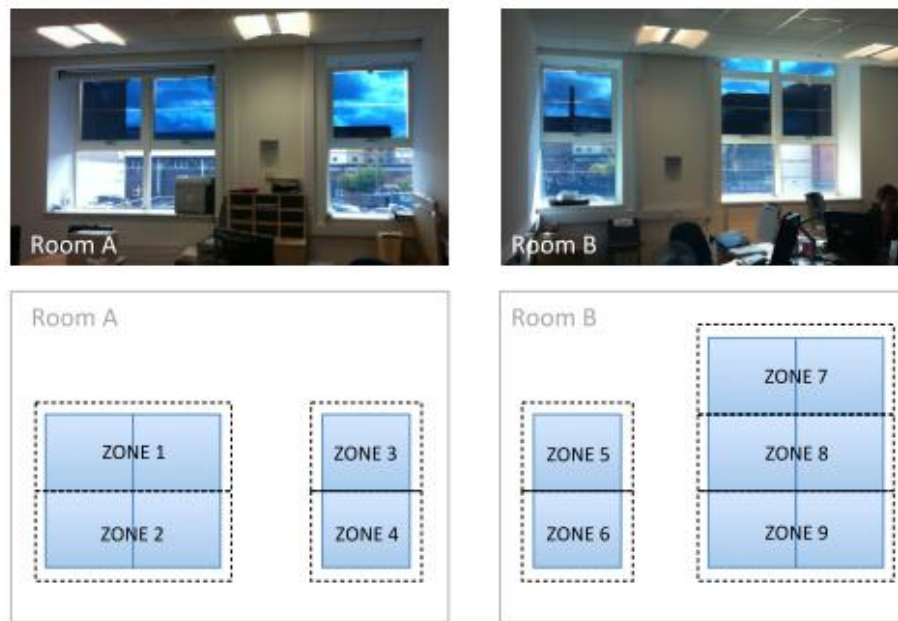 Room A
Room B
Room A
Room B
ZONE 7
ZONE 1
ZONE 3
ZONE 5
ZONE 8
ZONE 2
ZONE 4
ZONE 6
ZONE 9